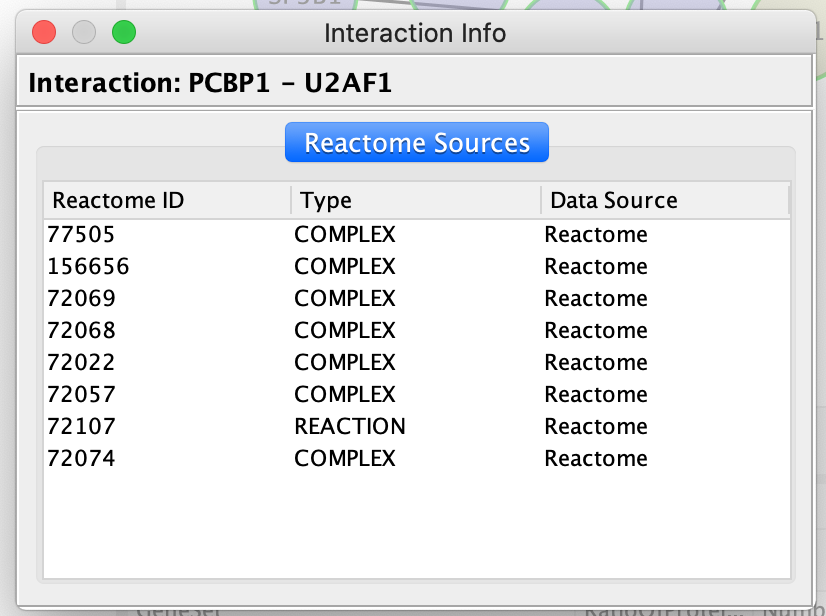 Interaction Info
Interaction: PCBP1 – U2AF1
Reactome Sources
Reactome ID Type Data Source
77505 COMPLEX Reactome
156656 COMPLEX Reactome
72069 COMPLEX Reactome
72068 COMPLEX Reactome
72022 COMPLEX Reactome
72057 COMPLEX Reactome
72107 REACTION Reactome
72074 COMPLEX Reactome